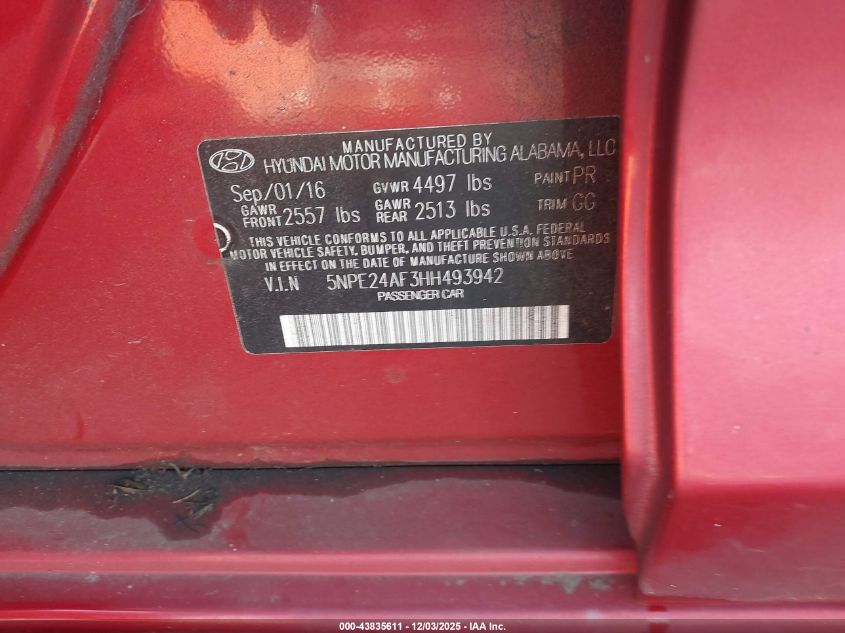 MANUFACTURED BY
HYUNDAI MOTOR MANUFACTURING ALABAMA, LLC
Sep/01/16 GVWR 4497 lbs PAINT PR
GAWR FRONT 2557 lbs GAWR REAR 2513 lbs TRIM GG
THIS VEHICLE CONFORMS TO ALL APPLICABLE U.S.A. FEDERAL
MOTOR VEHICLE SAFETY, BUMPER, AND THEFT PREVENTION STANDARDS
IN EFFECT ON THE DATE OF MANUFACTURE SHOWN ABOVE
V.I.N 5NPE24AF3HH493942
PASSENGER CAR
000-43835611 - 12/03/2025 - IAA Inc.